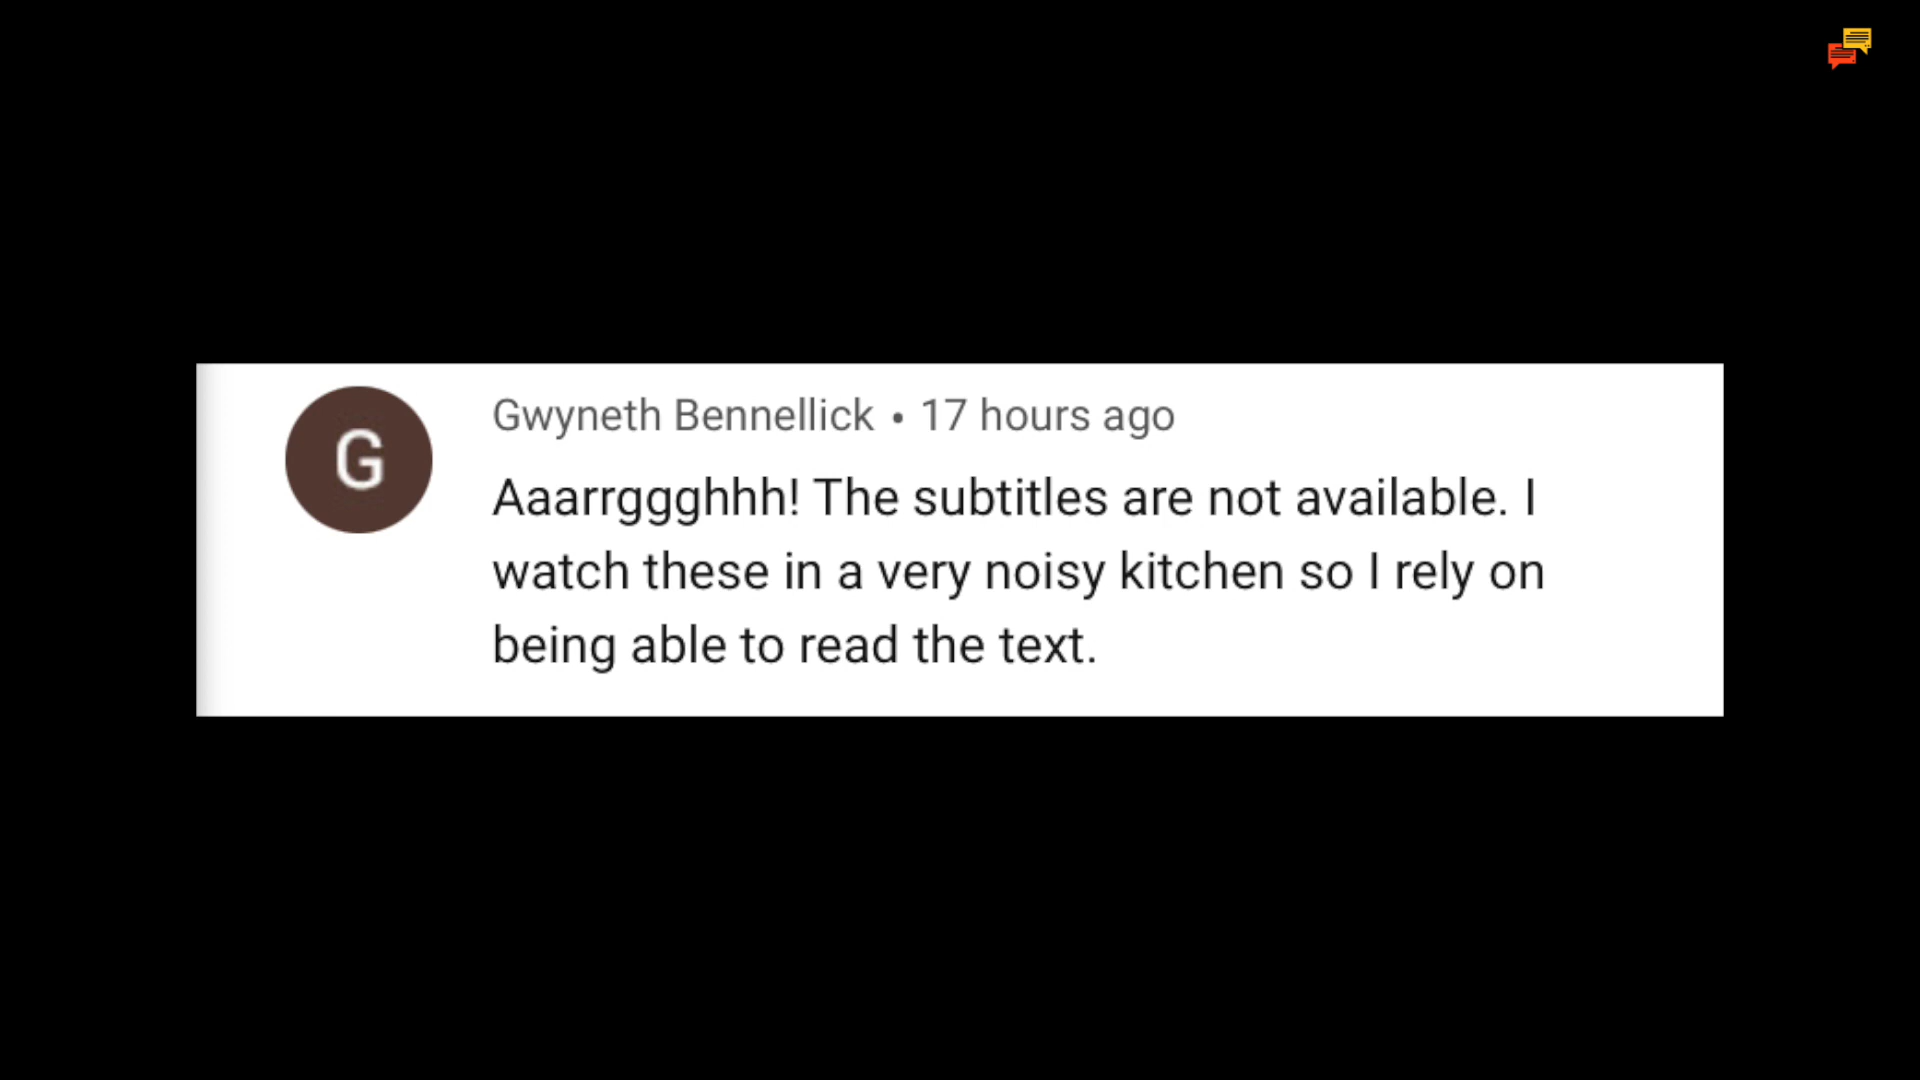 G
Gwyneth Bennellick • 17 hours ago
Aaarrggghhh! The subtitles are not available. I
watch these in a very noisy kitchen so I rely on
being able to read the text.